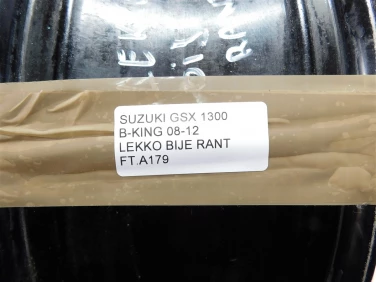 SUZUKI GSX 1300
B-KING 08-12
LEKKO BIJE RANT
FT.A179